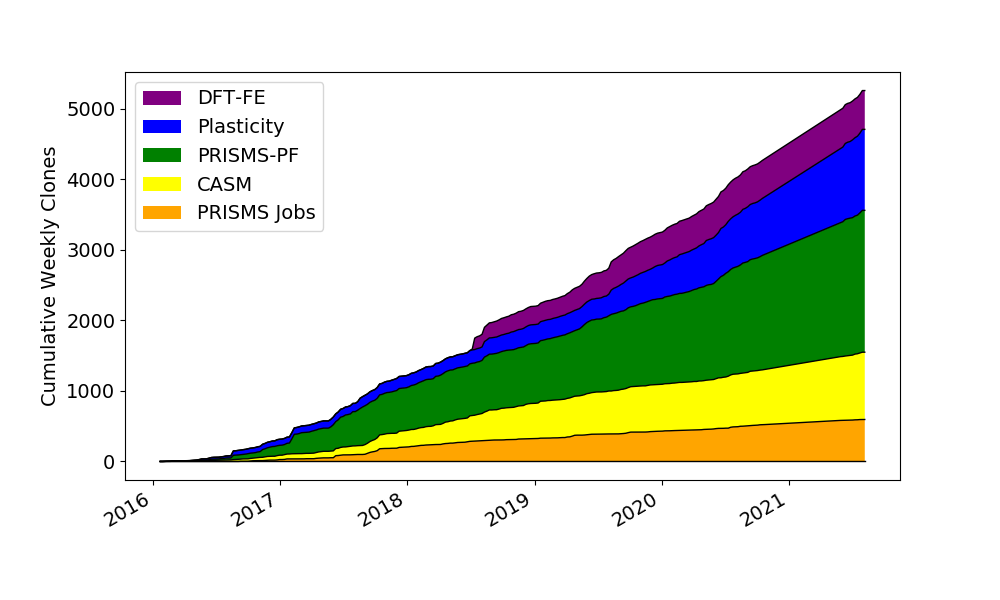 DFT-FE
Plasticity
PRISMS-PF
CASM
PRISMS Jobs
Cumulative Weekly Clones
5000
4000
3000
2000
1000
0
2016
2017
2018
2019
2020
2021